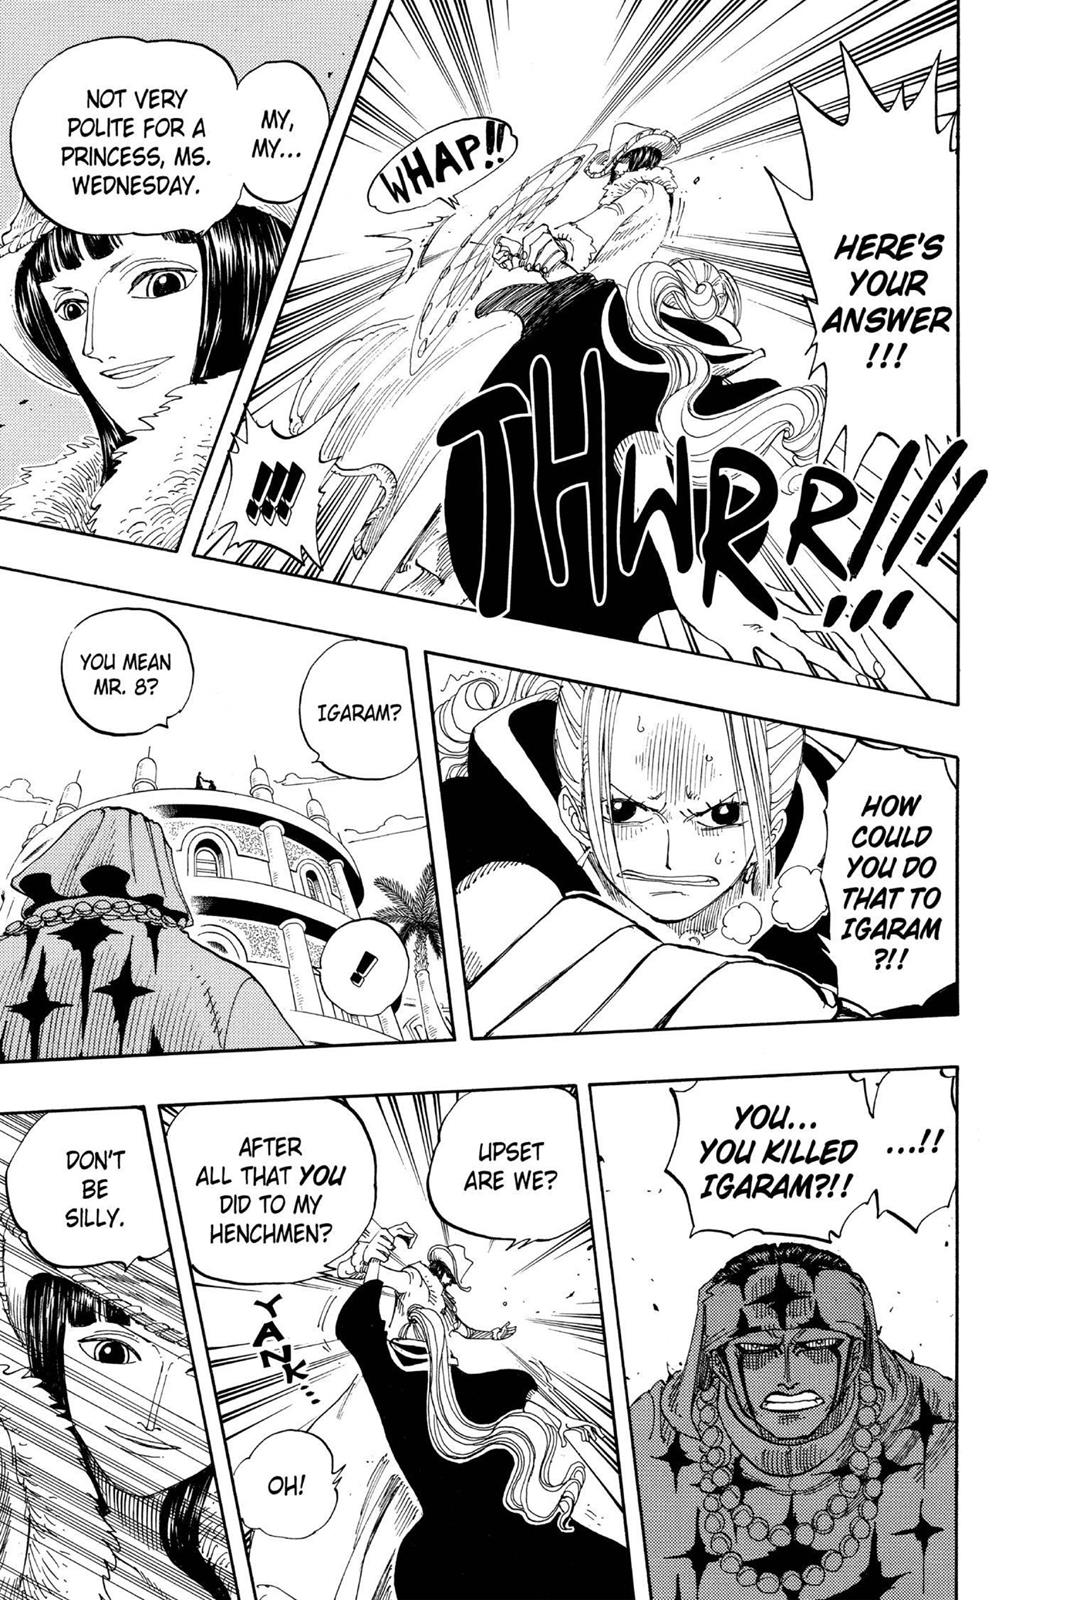 HERE'S
YOUR
ANSWER
!!!
WHAP!!
THWRR!!!
!!!
MY,
MY...
NOT VERY
POLITE FOR A
PRINCESS, MS.
WEDNESDAY.
HOW
COULD
YOU DO
THAT TO
IGARAM
?!!
IGARAM?
YOU MEAN
MR. 8?
!!
...!!
YOU...
YOU KILLED
IGARAM?!!
UPSET
ARE WE?
AFTER
ALL THAT YOU
DID TO MY
HENCHMEN?
YANK...
OH!
DON'T
BE
SILLY.